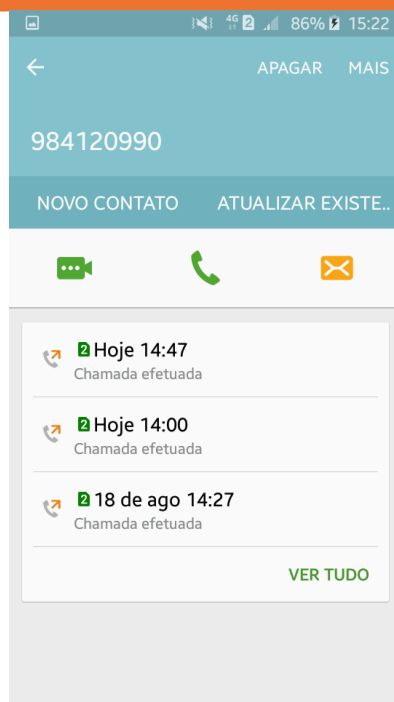 4G 2 86% 15:22
APAGAR MAIS
984120990
NOVO CONTATO ATUALIZAR EXISTE..
2 Hoje 14:47
Chamada efetuada
2 Hoje 14:00
Chamada efetuada
2 18 de ago 14:27
Chamada efetuada
VER TUDO